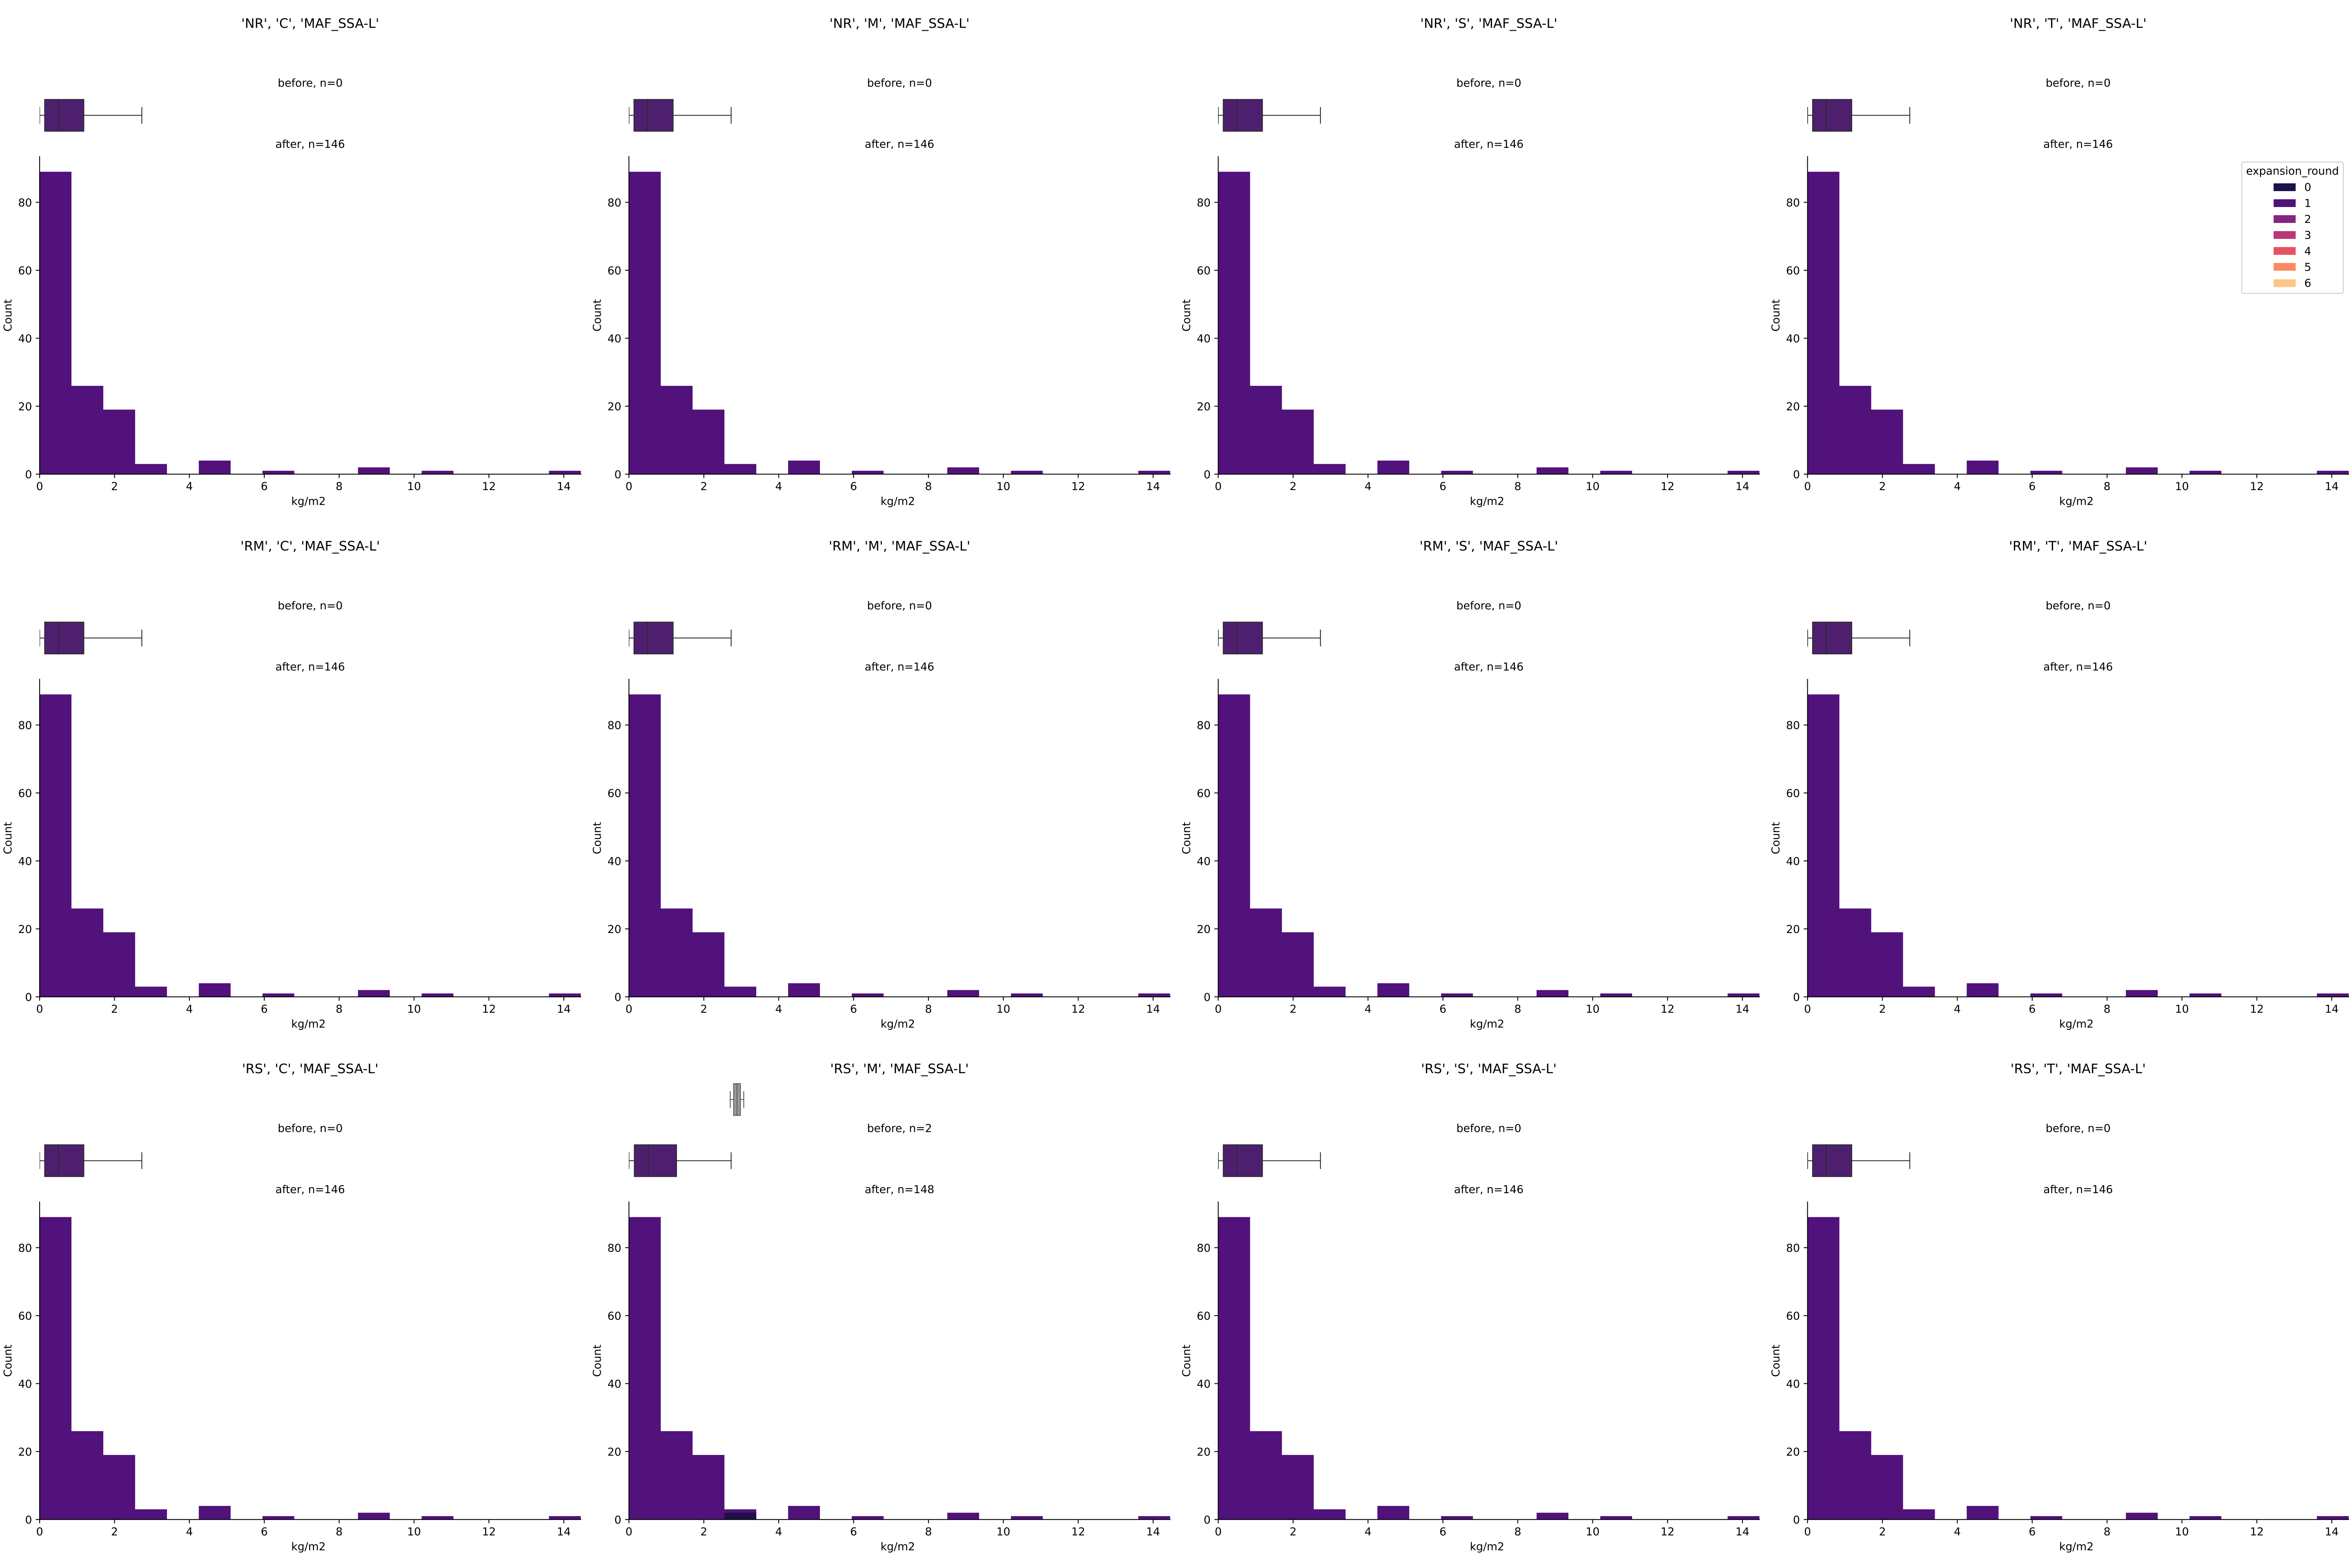 'NR', 'C', 'MAF_SSA-L'
before, n=0
after, n=146
Count
80
60
40
20
0
0 2 4 6 8 10 12 14
kg/m2
'NR', 'M', 'MAF_SSA-L'
before, n=0
after, n=146
Count
80
60
40
20
0
0 2 4 6 8 10 12 14
kg/m2
'NR', 'S', 'MAF_SSA-L'
before, n=0
after, n=146
Count
80
60
40
20
0
0 2 4 6 8 10 12 14
kg/m2
'NR', 'T', 'MAF_SSA-L'
before, n=0
after, n=146
expansion_round
0
1
2
3
4
5
6
Count
80
60
40
20
0
0 2 4 6 8 10 12 14
kg/m2
'RM', 'C', 'MAF_SSA-L'
before, n=0
after, n=146
Count
80
60
40
20
0
0 2 4 6 8 10 12 14
kg/m2
'RM', 'M', 'MAF_SSA-L'
before, n=0
after, n=146
Count
80
60
40
20
0
0 2 4 6 8 10 12 14
kg/m2
'RM', 'S', 'MAF_SSA-L'
before, n=0
after, n=146
Count
80
60
40
20
0
0 2 4 6 8 10 12 14
kg/m2
'RM', 'T', 'MAF_SSA-L'
before, n=0
after, n=146
Count
80
60
40
20
0
0 2 4 6 8 10 12 14
kg/m2
'RS', 'C', 'MAF_SSA-L'
before, n=0
after, n=146
Count
80
60
40
20
0
0 2 4 6 8 10 12 14
kg/m2
'RS', 'M', 'MAF_SSA-L'
before, n=2
after, n=148
Count
80
60
40
20
0
0 2 4 6 8 10 12 14
kg/m2
'RS', 'S', 'MAF_SSA-L'
before, n=0
after, n=146
Count
80
60
40
20
0
0 2 4 6 8 10 12 14
kg/m2
'RS', 'T', 'MAF_SSA-L'
before, n=0
after, n=146
Count
80
60
40
20
0
0 2 4 6 8 10 12 14
kg/m2